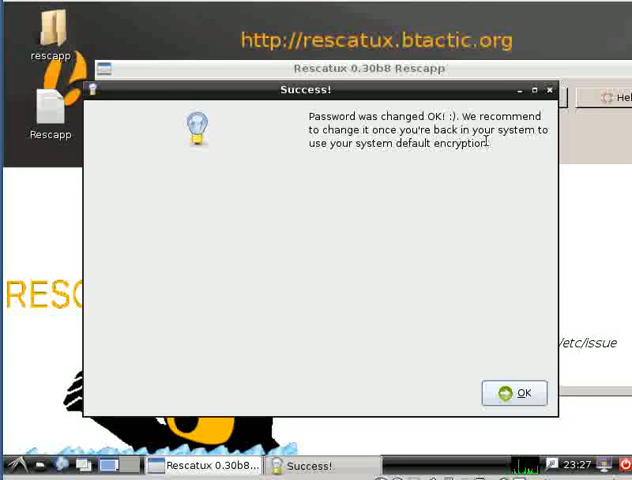 rescapp
http://rescatux.btactic.org
Rescatux 0.30b8 Rescapp
Success!
Hel
Rescapp
Password was changed OK! :). We recommend
to change it once you're back in your system to
use your system default encryption.
RESC
/etc/issue
OK
Rescatux 0.30b8...
Success!
23:27